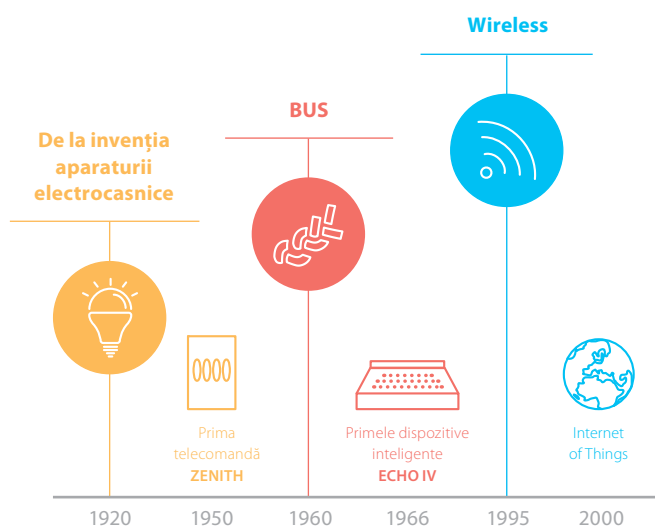 Wireless
BUS
De la invenția
aparaturii
electrocasnice
Prima
telecomandă
ZENITH
Primele dispozitive
inteligente
ECHO IV
Internet
of Things
1920
1950
1960
1966
1995
2000